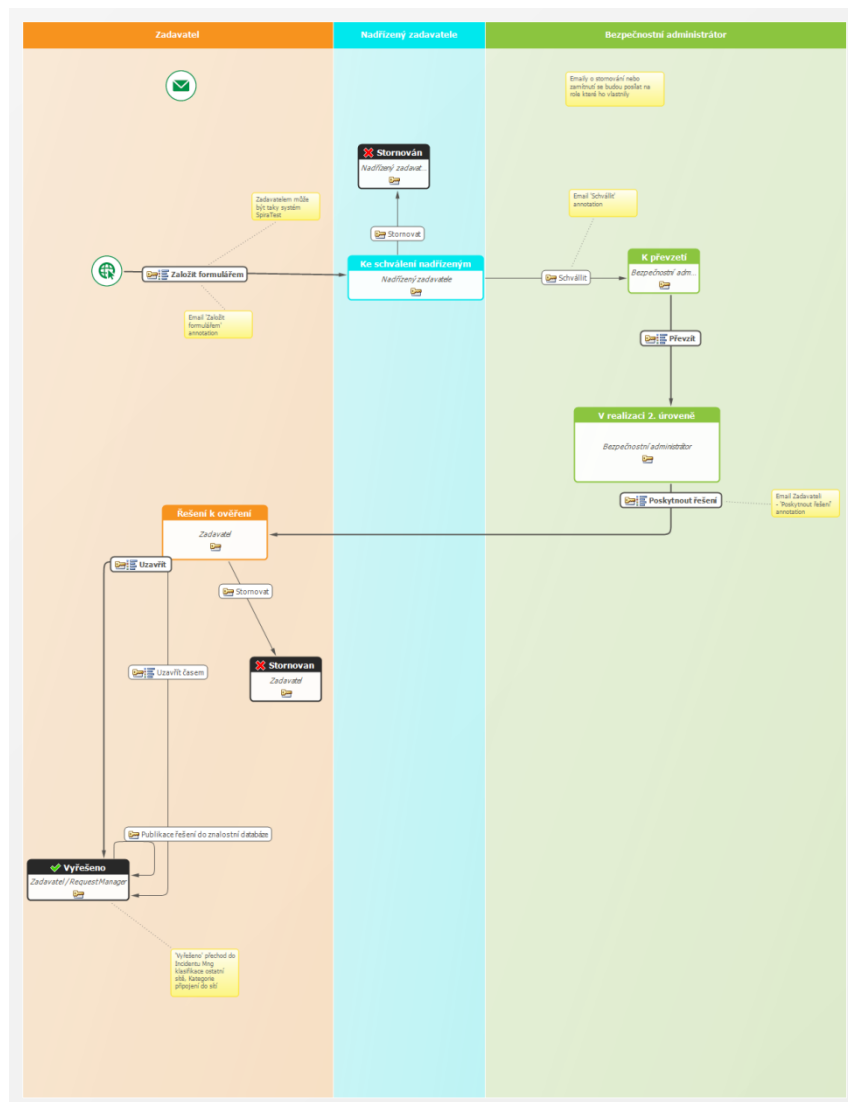 Zadavatel
Nadřízený zadavatele
Bezpečnostní administrátor
Emaily o stornování nebo
zamítnutí se budou posílat na
role které ho vlastnily
Stornován
Nadřízený zadavat...
Zadavatelem může
být taky systém
SpiraTest
Email 'Schválit'
annotation
Stornovat
Založit formulářem
Ke schválení nadřízeným
Nadřízený zadavatele
Schválit
K převzetí
Bezpečnostní adm...
Email 'Založit
formulářem'
annotation
Převzít
V realizaci 2. úroveně
Bezpečnostní administrátor
Poskytnout řešení
Email Zadavateli
- 'Poskytnout řešení'
annotation
Řešení k ověření
Zadavatel
Uzavřít
Stornovat
Stornovan
Zadavatel
Uzavřít časem
Publikace řešení do znalostní databáze
Vyřešeno
Zadavatel/RequestManager
'Vyřešeno' přechod do
Incidentu Mng
klasifikace ostatní
sítě, Kategorie
připojení do sítí